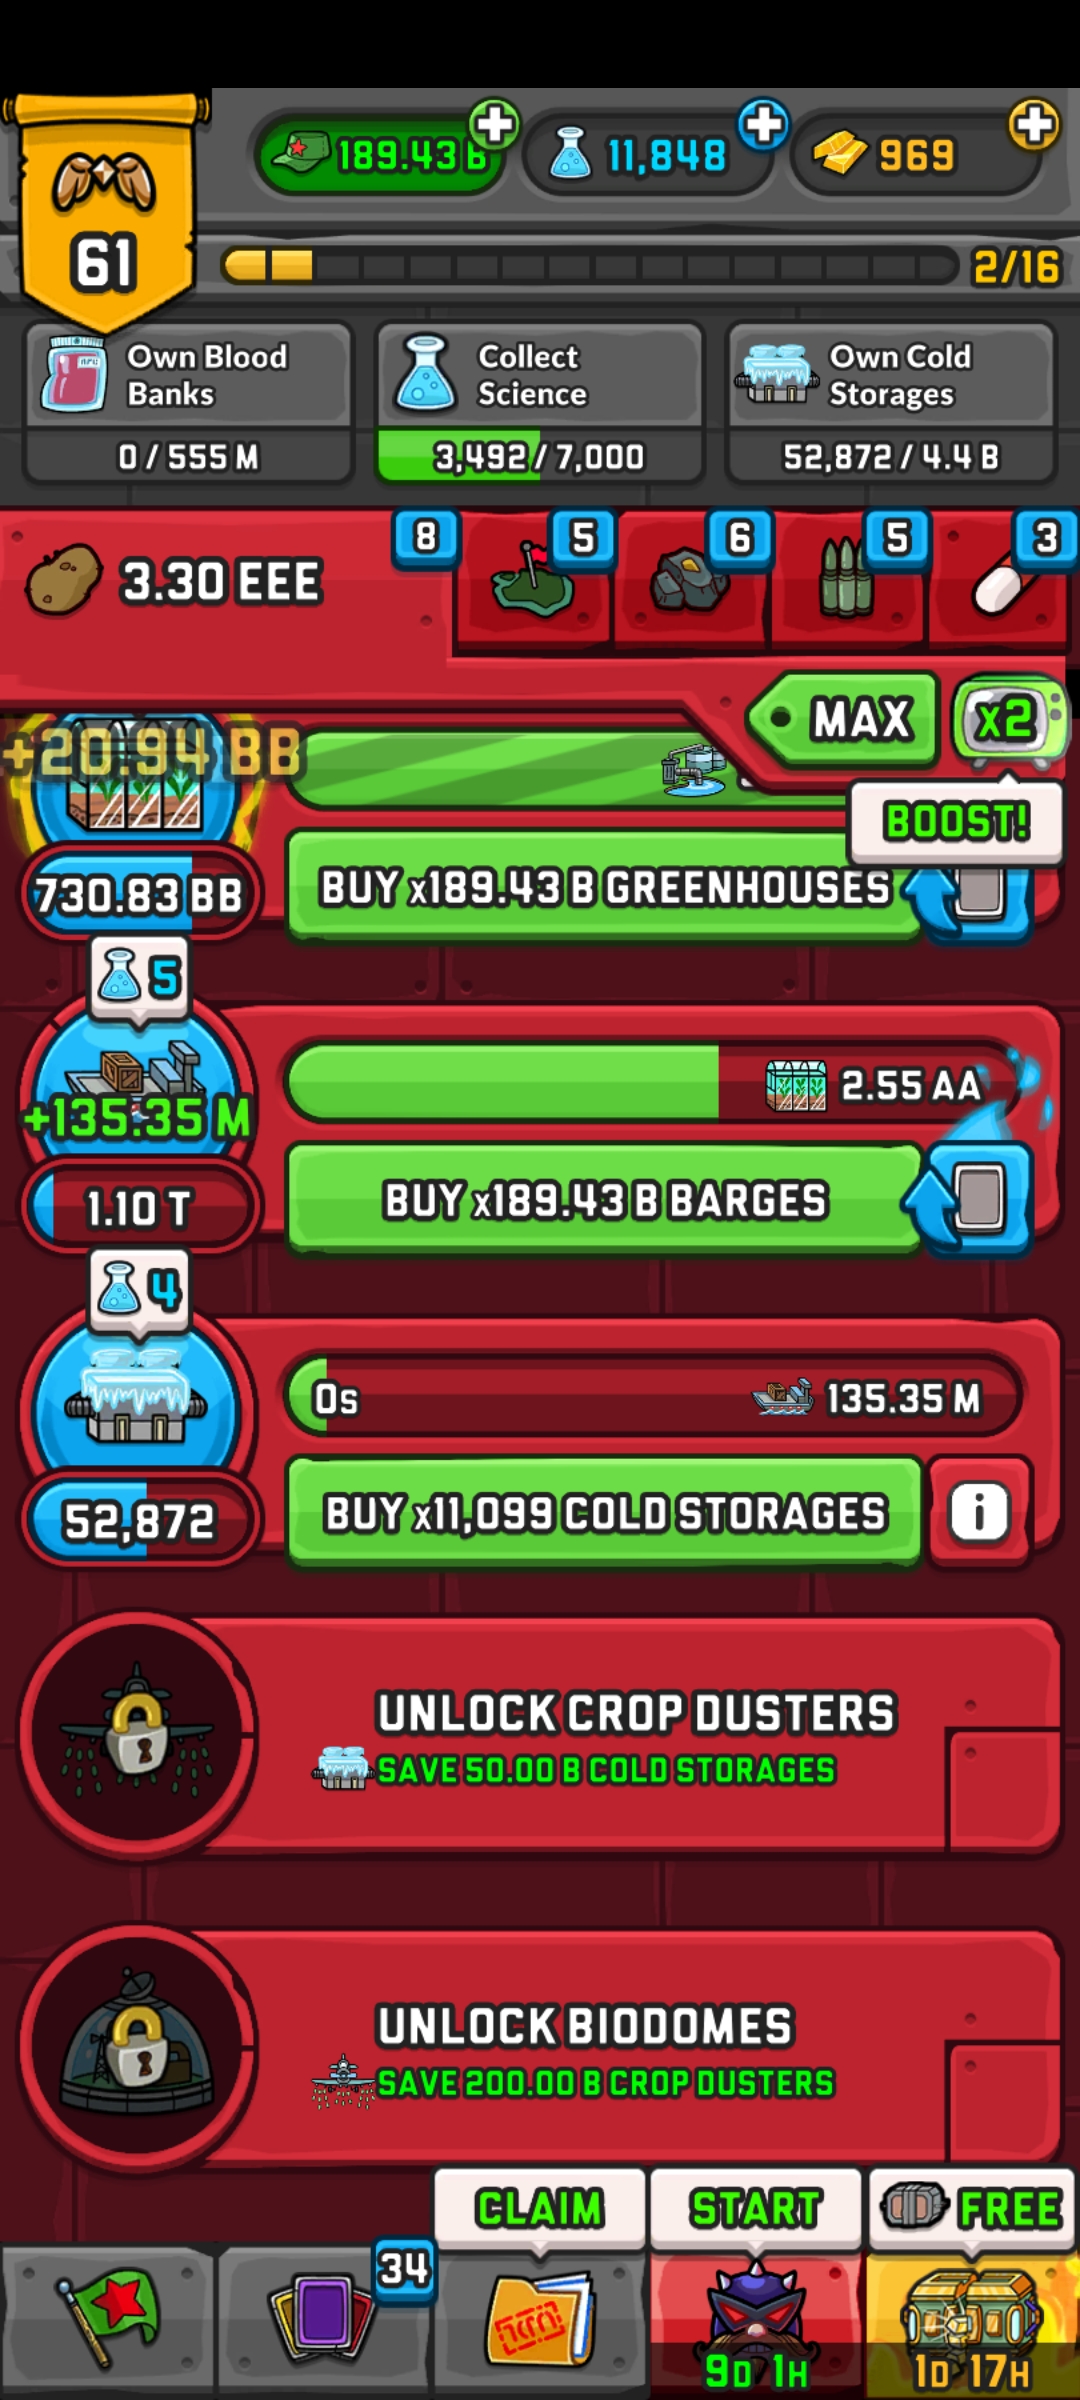 189.43 B
11,848
969
61
2/16
Own Blood
Banks
0 / 555 M
Collect
Science
3,492 / 7,000
Own Cold
Storages
52,872 / 4.4 B
3.30 EEE
8
5
6
5
3
MAX
x2
BOOST!
+20.94 BB
730.83 BB
BUY x189.43 B GREENHOUSES
5
+135.35 M
2.55 AA
1.10 T
BUY x189.43 B BARGES
4
0s
135.35 M
52,872
BUY x11,099 COLD STORAGES
i
UNLOCK CROP DUSTERS
SAVE 50.00 B COLD STORAGES
UNLOCK BIODOMES
SAVE 200.00 B CROP DUSTERS
CLAIM
START
FREE
34
9D 1H
1D 17H